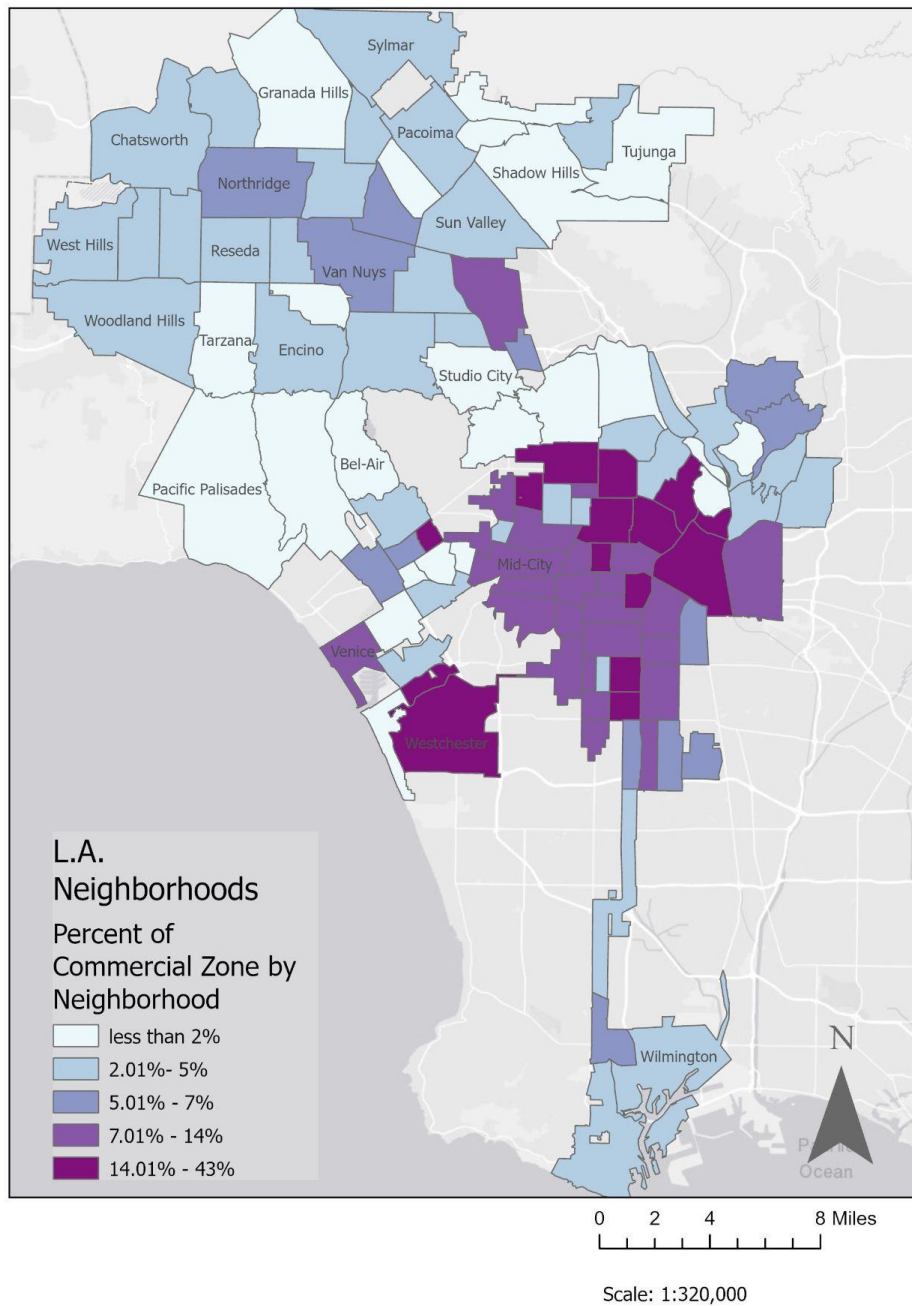 Sylmar
Granada Hills
Chatsworth
Pacoima
Tujunga
Shadow Hills
Northridge
Sun Valley
West Hills
Reseda
Van Nuys
Woodland Hills
Tarzana
Encino
Studio City
Bel-Air
Pacific Palisades
Mid-City
Venice
Westchester
L.A.
Neighborhoods
Percent of
Commercial Zone by
Neighborhood
less than 2%
2.01%- 5%
5.01% - 7%
7.01% - 14%
14.01% - 43%
Wilmington
N
Ocean
0 2 4 8 Miles
Scale: 1:320,000